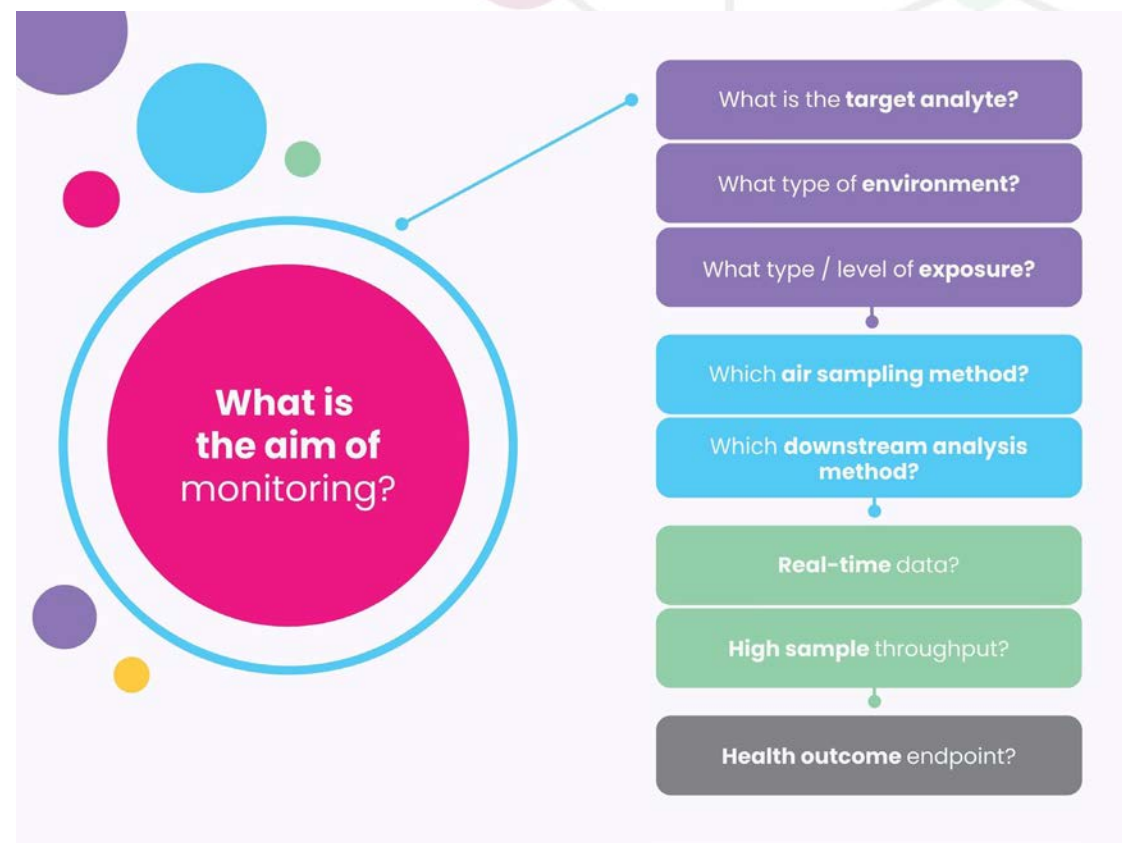 What is
the aim of
monitoring?
What is the target analyte?
What type of environment?
What type / level of exposure?
Which air sampling method?
Which downstream analysis
method?
Real-time data?
High sample throughput?
Health outcome endpoint?